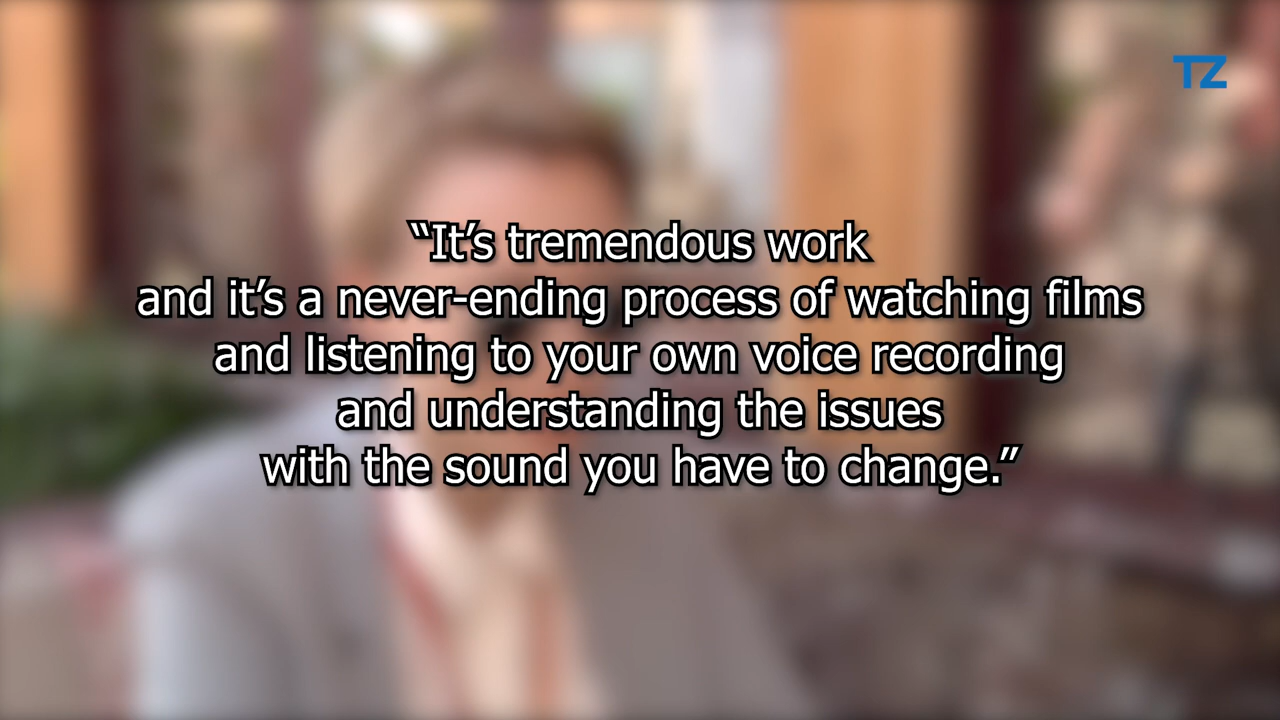 TZ
“It’s tremendous work
and it’s a never-ending process of watching films
and listening to your own voice recording
and understanding the issues
with the sound you have to change.”